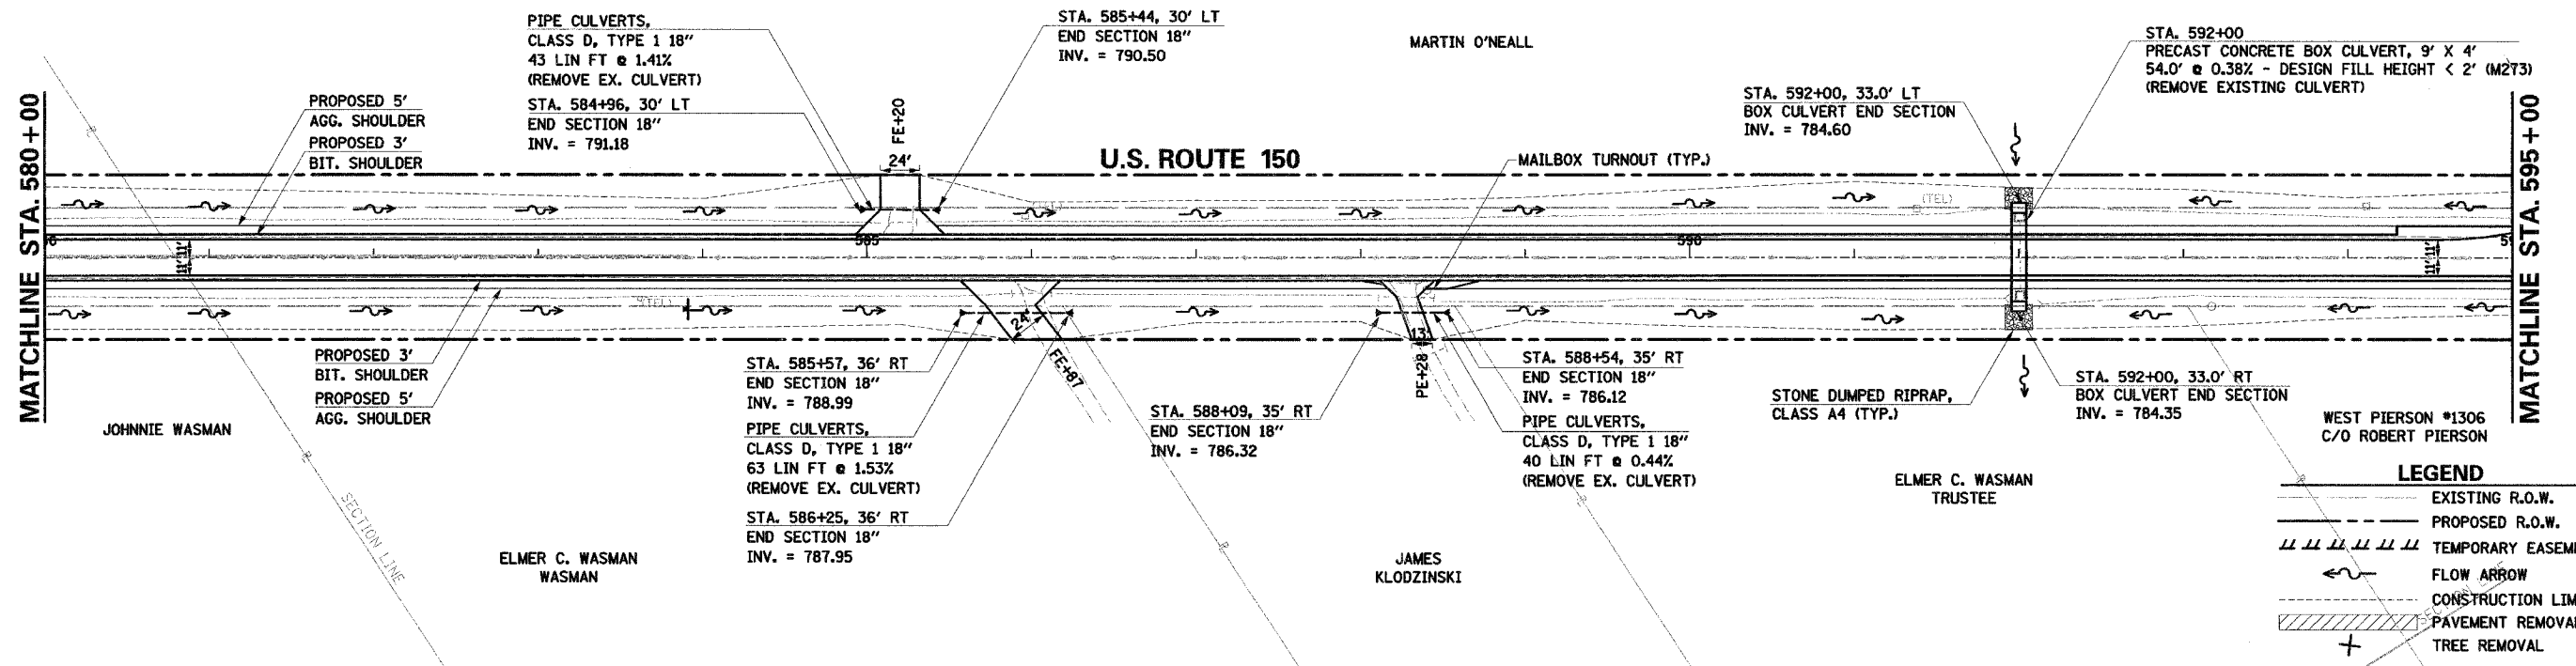 MATCHLINE STA. 580+00
PIPE CULVERTS,
CLASS D, TYPE 1 18"
43 LIN FT @ 1.41%
(REMOVE EX. CULVERT)
STA. 584+96, 30' LT
END SECTION 18"
INV. = 791.18
STA. 585+44, 30' LT
END SECTION 18"
INV. = 790.50
MARTIN O'NEALL
STA. 592+00
PRECAST CONCRETE BOX CULVERT, 9' X 4'
54.0' @ 0.38% - DESIGN FILL HEIGHT < 2' (M273)
(REMOVE EXISTING CULVERT)
STA. 592+00, 33.0' LT
BOX CULVERT END SECTION
INV. = 784.60
PROPOSED 5'
AGG. SHOULDER
PROPOSED 3'
BIT. SHOULDER
FE+20
24'
U.S. ROUTE 150
MAILBOX TURNOUT (TYP.)
(TEL)
585
590
11' 11'
11' 11'
(TEL)
24'
FE+87
13'
PE+28
PROPOSED 3'
BIT. SHOULDER
PROPOSED 5'
AGG. SHOULDER
JOHNNIE WASMAN
STA. 585+57, 36' RT
END SECTION 18"
INV. = 788.99
PIPE CULVERTS,
CLASS D, TYPE 1 18"
63 LIN FT @ 1.53%
(REMOVE EX. CULVERT)
STA. 586+25, 36' RT
END SECTION 18"
INV. = 787.95
STA. 588+09, 35' RT
END SECTION 18"
INV. = 786.32
STA. 588+54, 35' RT
END SECTION 18"
INV. = 786.12
PIPE CULVERTS,
CLASS D, TYPE 1 18"
40 LIN FT @ 0.44%
(REMOVE EX. CULVERT)
STONE DUMPED RIPRAP,
CLASS A4 (TYP.)
STA. 592+00, 33.0' RT
BOX CULVERT END SECTION
INV. = 784.35
WEST PIERSON #1306
C/O ROBERT PIERSON
MATCHLINE STA. 595+00
SECTION LINE
ELMER C. WASMAN
WASMAN
JAMES
KLODZINSKI
ELMER C. WASMAN
TRUSTEE
LEGEND
EXISTING R.O.W.
PROPOSED R.O.W.
TEMPORARY EASEM
FLOW ARROW
CONSTRUCTION LIM
PAVEMENT REMOVA
TREE REMOVAL
SECTION